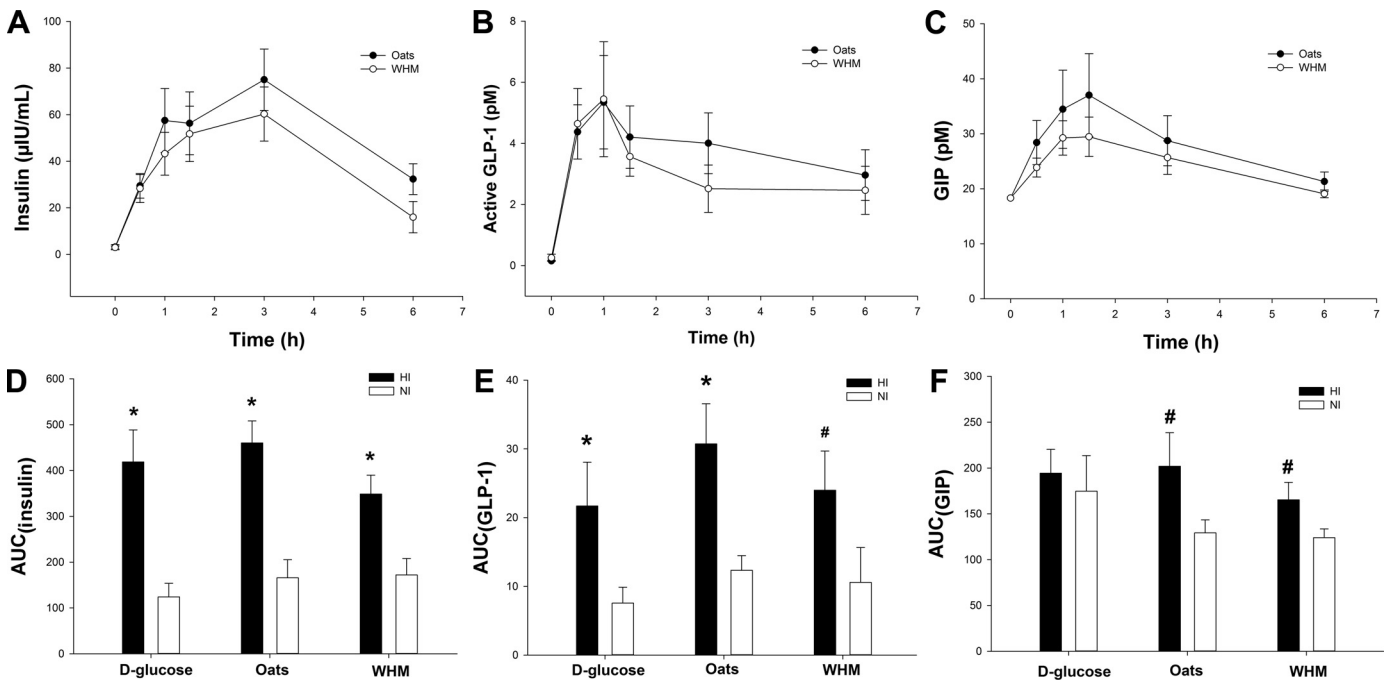 A
100
80
60
40
20
0
Insulin (µIU/mL)
Oats
WHM
0 1 2 3 4 5 6 7
Time (h)
B
8
6
4
2
0
Active GLP-1 (pM)
Oats
WHM
0 1 2 3 4 5 6 7
Time (h)
C
50
40
30
20
10
0
GIP (pM)
Oats
WHM
0 1 2 3 4 5 6 7
Time (h)
D
600
500
400
300
200
100
0
AUC(insulin)
HI
NI
* * *
D-glucose Oats WHM
E
40
30
20
10
0
AUC(GLP-1)
HI
NI
* * #
D-glucose Oats WHM
F
300
250
200
150
100
50
0
AUC(GIP)
HI
NI
# #
D-glucose Oats WHM